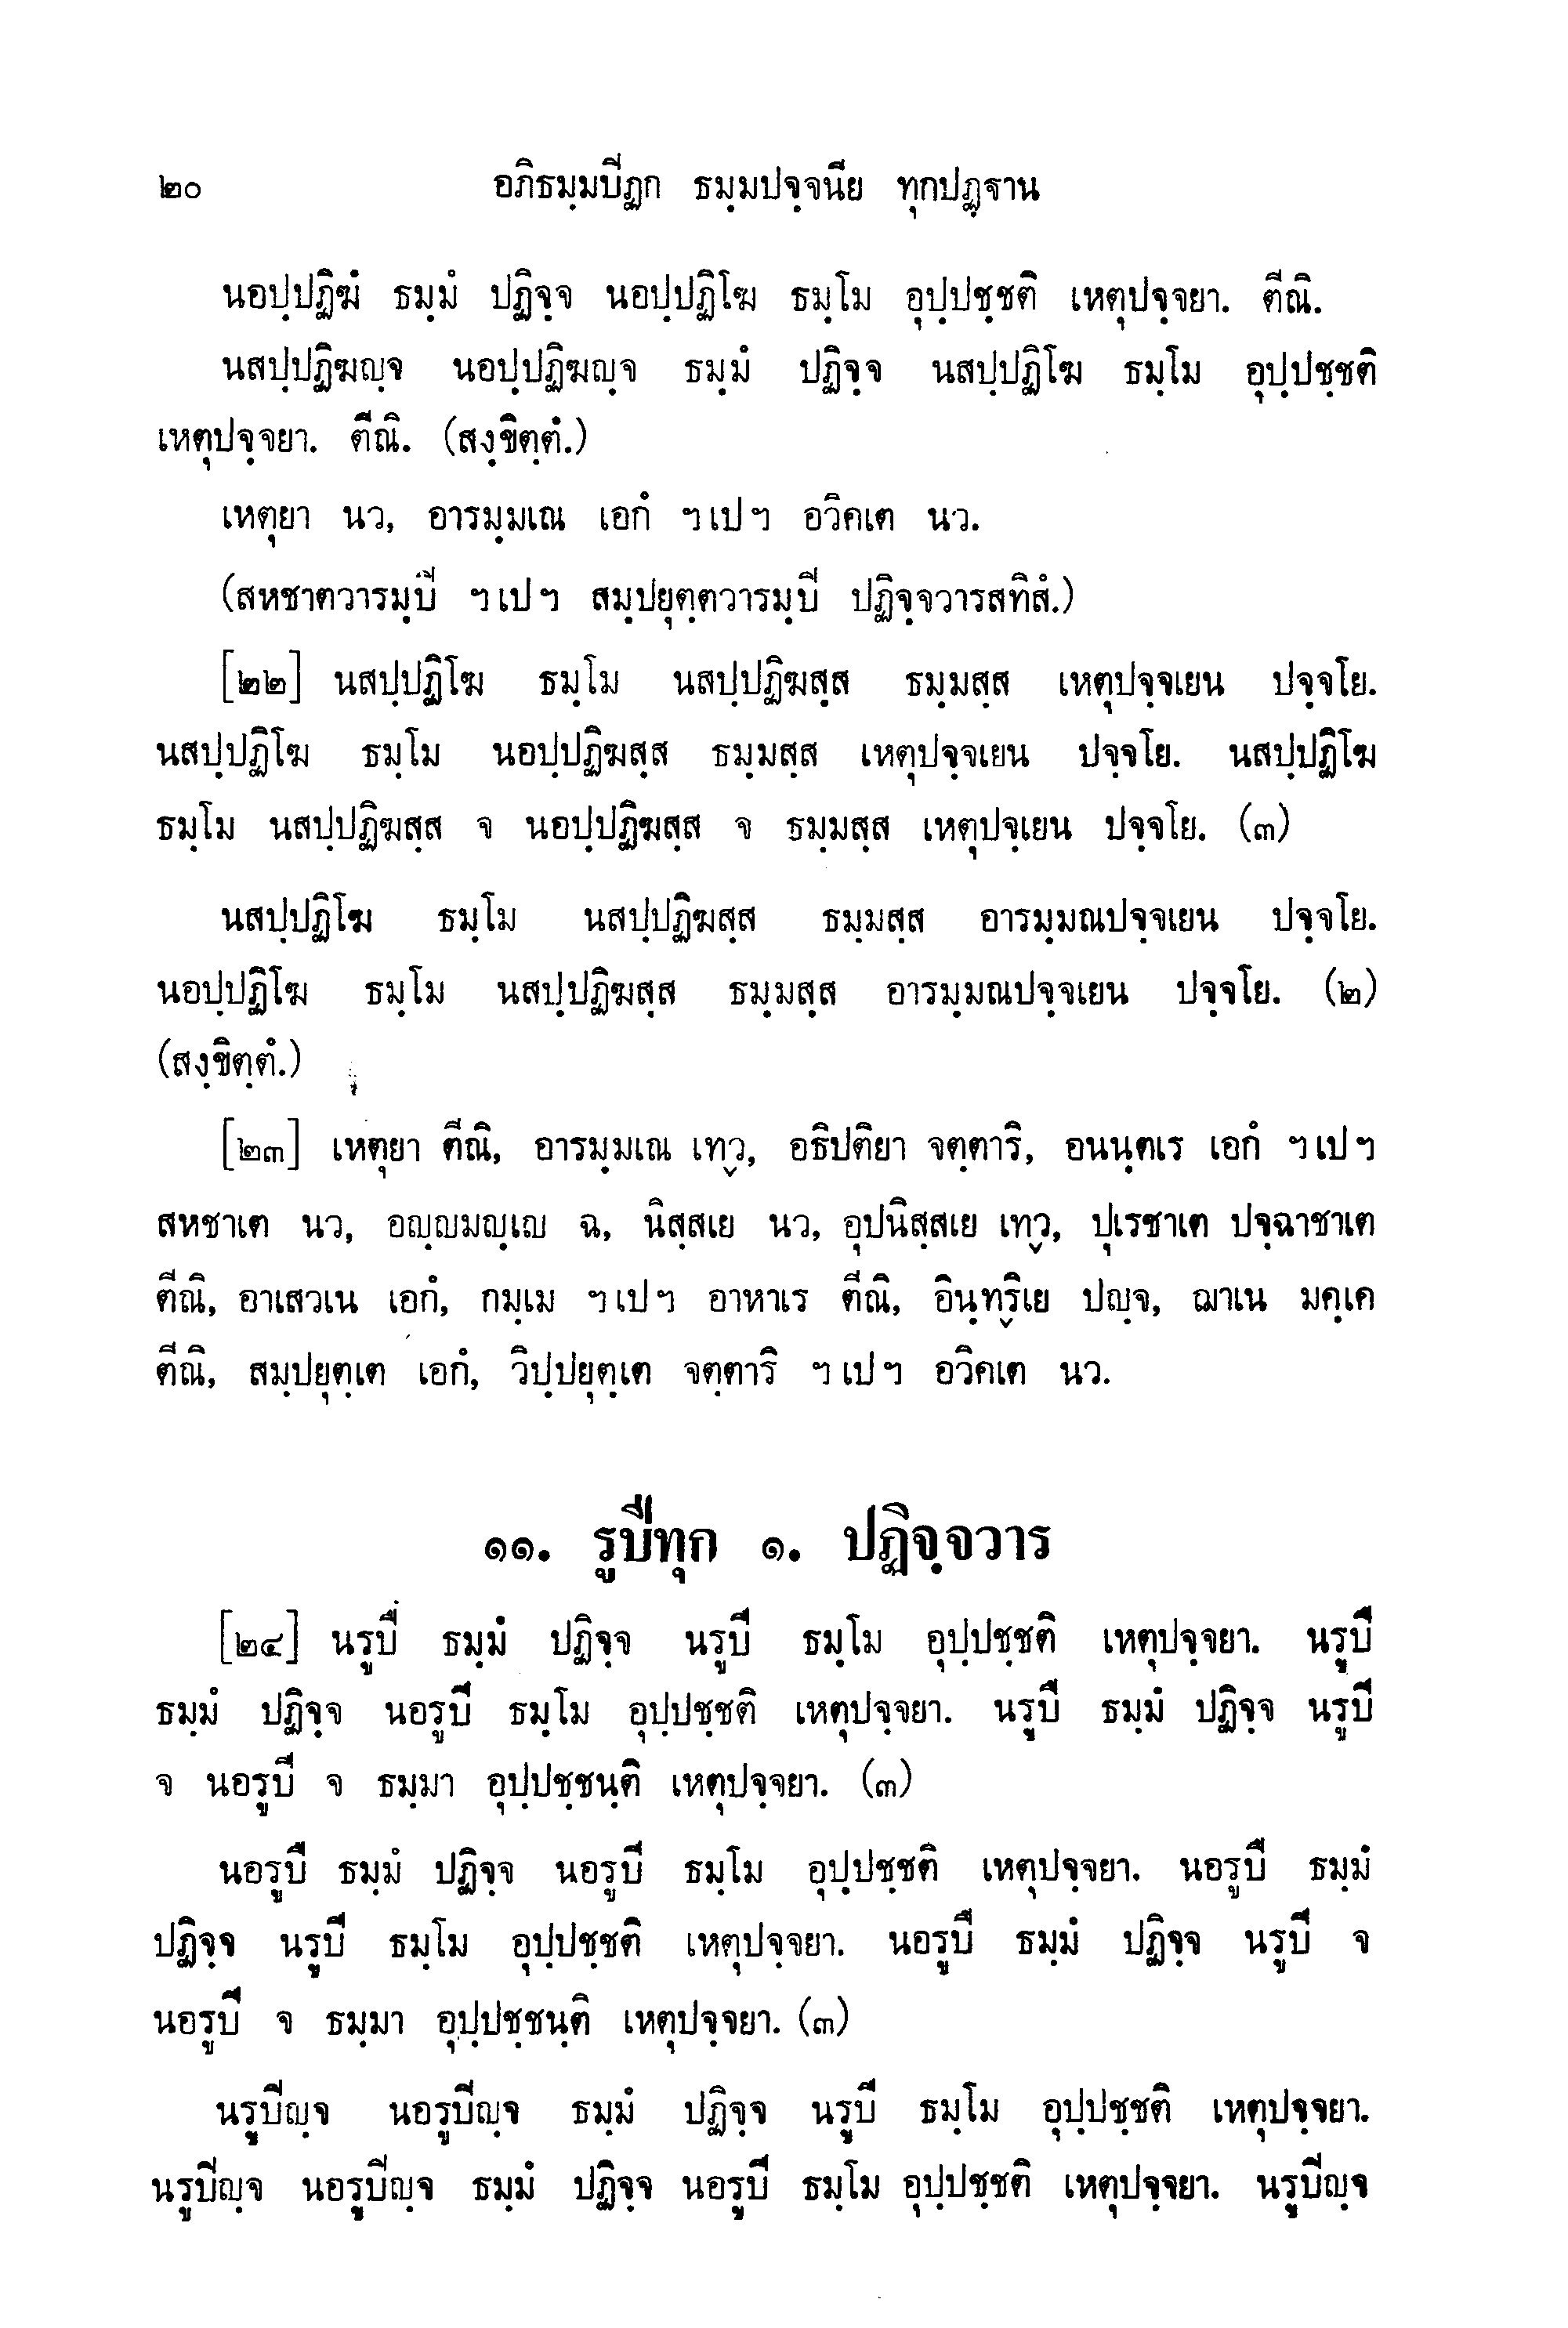 ๒๐ อภิธมฺมปิฏก ธมฺมปจฺจนีย ทุกปฏฺฐาน
นอปฺปฏิฆํ ธมฺมํ ปฏิจฺจ นอปฺปฏิโฆ ธมฺโม อุปฺปชฺชติ เหตุปจฺจยา. ตีณิ.
นสปฺปฏิฆญฺจ นอปฺปฏิฆญฺจ ธมฺมํ ปฏิจฺจ นสปฺปฏิโฆ ธมฺโม อุปฺปชฺชติ
เหตุปจฺจยา. ตีณิ. (สงฺขิตฺตํ.)
เหตุยา นว, อารมฺมเณ เอกํ ฯเปฯ อวิคเต นว.
(สหชาตวารมฺปี ฯเปฯ สมฺปยุตฺตวารมฺปี ปฏิจฺจวารสทิสํ.)
[๒๒] นสปฺปฏิโฆ ธมฺโม นสปฺปฏิฆสฺส ธมฺมสฺส เหตุปจฺจเยน ปจฺจโย.
นสปฺปฏิโฆ ธมฺโม นอปฺปฏิฆสฺส ธมฺมสฺส เหตุปจฺจเยน ปจฺจโย. นสปฺปฏิโฆ
ธมฺโม นสปฺปฏิฆสฺส จ นอปฺปฏิฆสฺส จ ธมฺมสฺส เหตุปจฺเยน ปจฺจโย. (๓)
นสปฺปฏิโฆ ธมฺโม นสปฺปฏิฆสฺส ธมฺมสฺส อารมฺมณปจฺจเยน ปจฺจโย.
นอปฺปฏิโฆ ธมฺโม นสปฺปฏิฆสฺส ธมฺมสฺส อารมฺมณปจฺจเยน ปจฺจโย. (๒)
(สงฺขิตฺตํ.)
[๒๓] เหตุยา ตีณิ, อารมฺมเณ เทฺว, อธิปติยา จตฺตาริ, อนนฺตเร เอกํ ฯเปฯ
สหชาเต นว, อญฺญมญฺเญ ฉ, นิสฺสเย นว, อุปนิสฺสเย เทฺว, ปุเรชาเต ปจฺฉาชาเต
ตีณิ, อาเสวเน เอกํ, กมฺเม ฯเปฯ อาหาเร ตีณิ, อินฺทฺริเย ปญฺจ, ฌาเน มคฺเค
ตีณิ, สมฺปยุตฺเต เอกํ, วิปฺปยุตฺเต จตฺตาริ ฯเปฯ อวิคเต นว.
๑๑. รูปีทุก ๑. ปฏิจฺจวาร
[๒๔] นรูปึ ธมฺมํ ปฏิจฺจ นรูปี ธมฺโม อุปฺปชฺชติ เหตุปจฺจยา. นรูปึ
ธมฺมํ ปฏิจฺจ นอรูปี ธมฺโม อุปฺปชฺชติ เหตุปจฺจยา. นรูปึ ธมฺมํ ปฏิจฺจ นรูปี
จ นอรูปี จ ธมฺมา อุปฺปชฺชนฺติ เหตุปจฺจยา. (๓)
นอรูปึ ธมฺมํ ปฏิจฺจ นอรูปี ธมฺโม อุปฺปชฺชติ เหตุปจฺจยา. นอรูปึ ธมฺมํ
ปฏิจฺจ นรูปี ธมฺโม อุปฺปชฺชติ เหตุปจฺจยา. นอรูปึ ธมฺมํ ปฏิจฺจ นรูปี จ
นอรูปี จ ธมฺมา อุปฺปชฺชนฺติ เหตุปจฺจยา. (๓)
นรูปีญฺจ นอรูปีญฺจ ธมฺมํ ปฏิจฺจ นรูปี ธมฺโม อุปฺปชฺชติ เหตุปจฺจยา.
นรูปีญฺจ นอรูปีญฺจ ธมฺมํ ปฏิจฺจ นอรูปี ธมฺโม อุปฺปชฺชติ เหตุปจฺจยา. นรูปีญฺจ